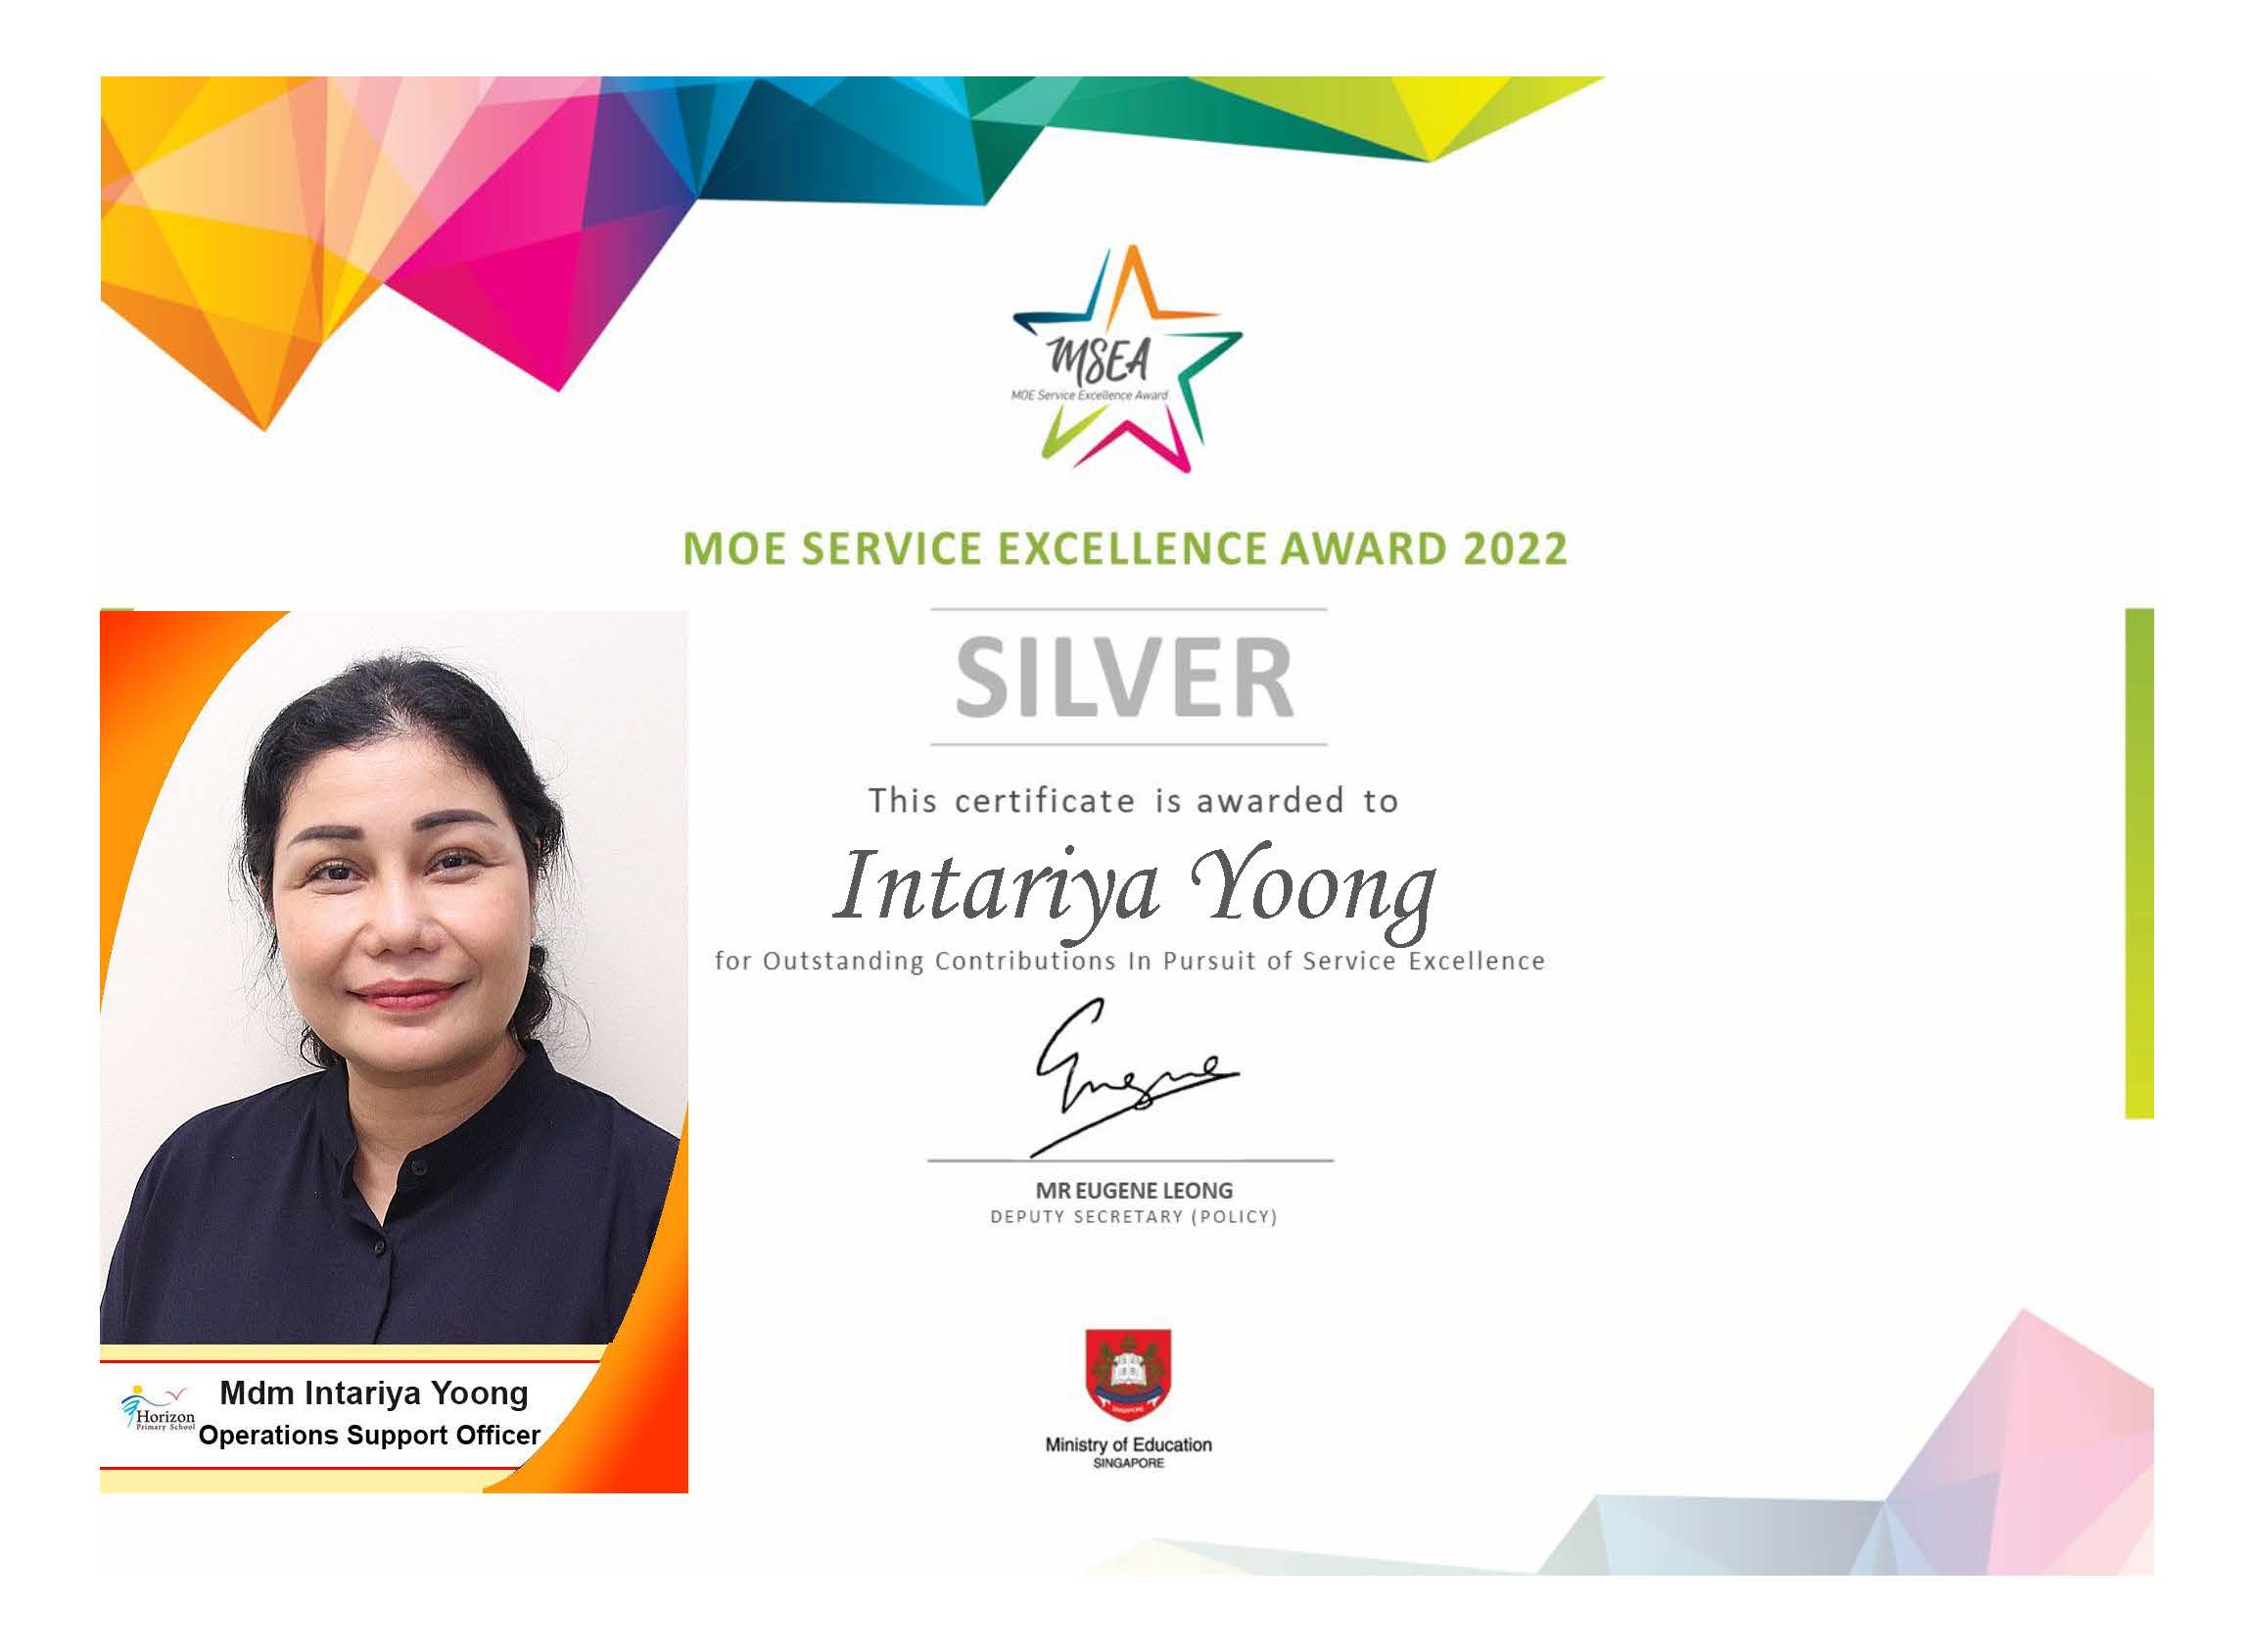 MSEA
MOE Service Excellence Award
MOE SERVICE EXCELLENCE AWARD 2022
SILVER
This certificate is awarded to
Intariya Yoong
for Outstanding Contributions In Pursuit of Service Excellence
Eugene
MR EUGENE LEONG
DEPUTY SECRETARY (POLICY)
Ministry of Education
SINGAPORE
Horizon
Primary School
Mdm Intariya Yoong
Operations Support Officer